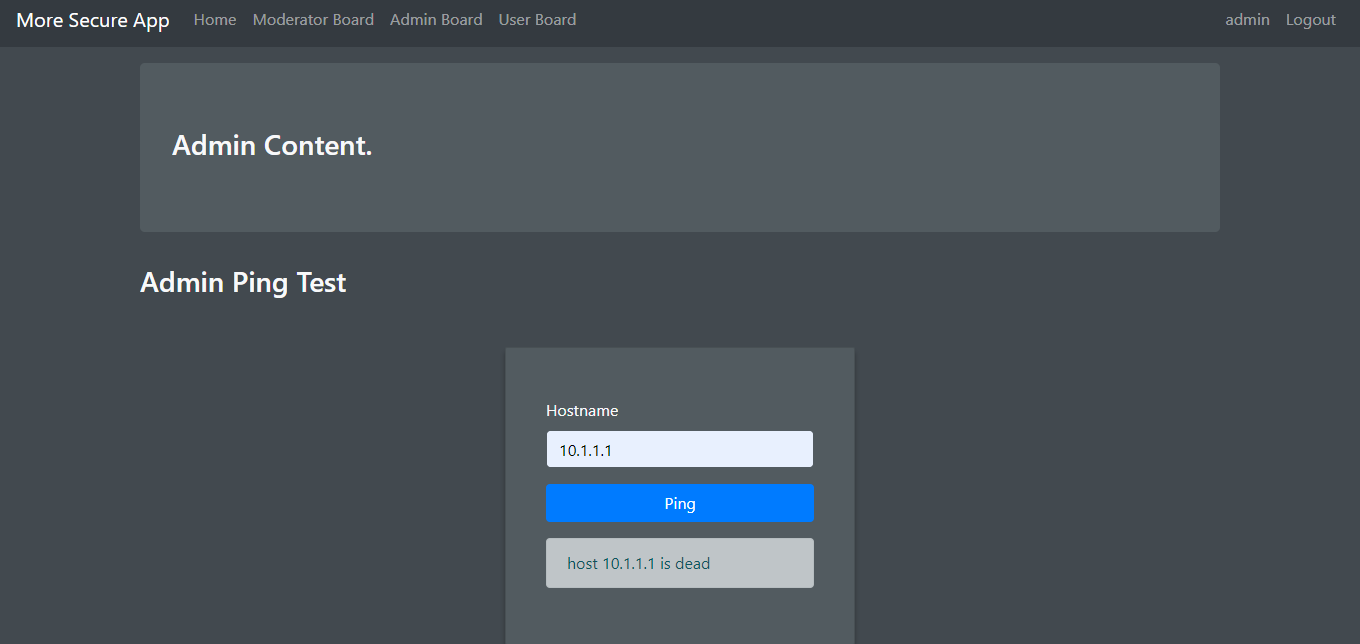 More Secure App Home Moderator Board Admin Board User Board admin Logout
Admin Content.
Admin Ping Test
Hostname
10.1.1.1
Ping
host 10.1.1.1 is dead